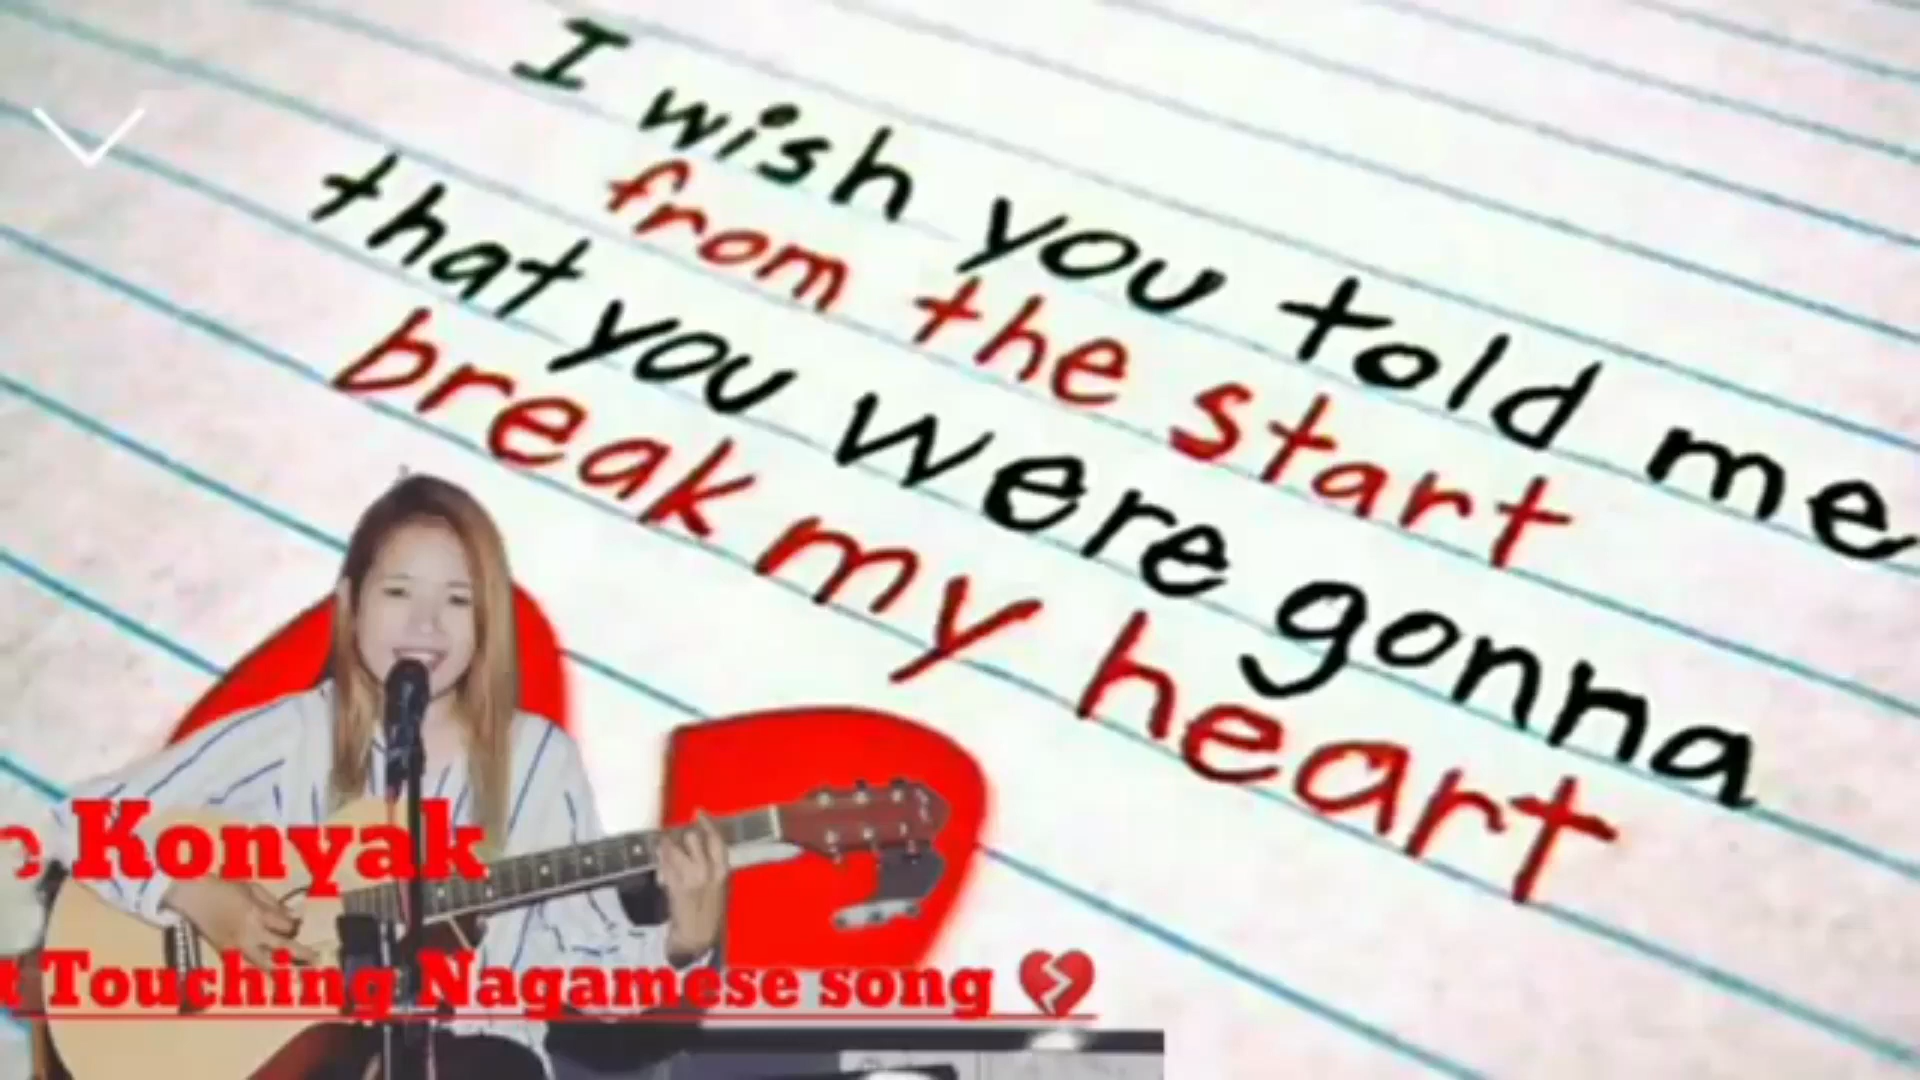 I wish you told me
from the start
that you were gonna
break my heart
Konyak
Touching Nagamese song 💔